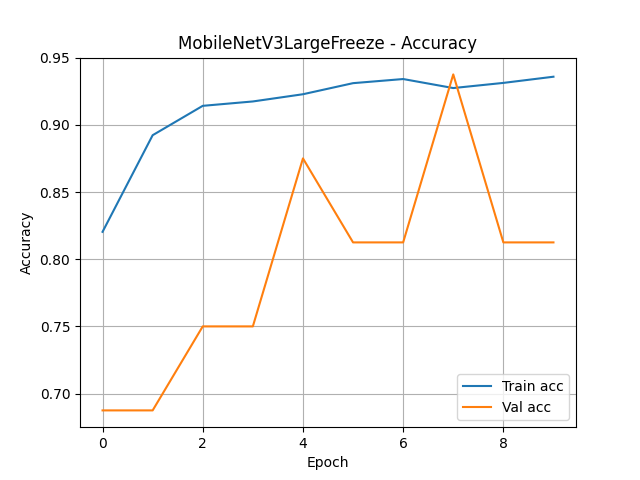 MobileNetV3LargeFreeze - Accuracy
0.95
0.90
0.85
0.80
0.75
0.70
Accuracy
Train acc
Val acc
0
2
4
6
8
Epoch